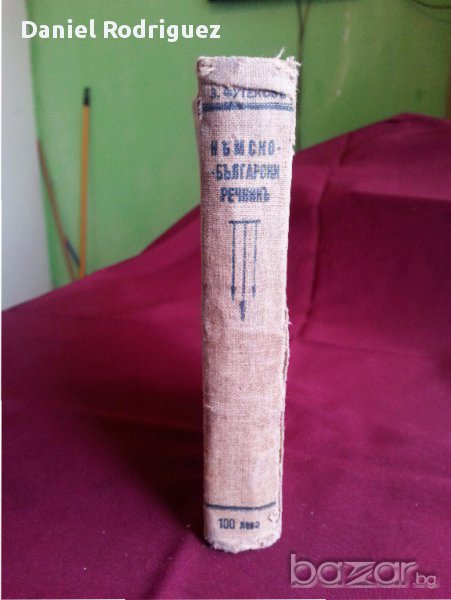 Daniel Rodriguez
НѢМСКО-
-БЪЛГАРСКИ
РЕЧНИКЪ
100 лева
bazar.bg